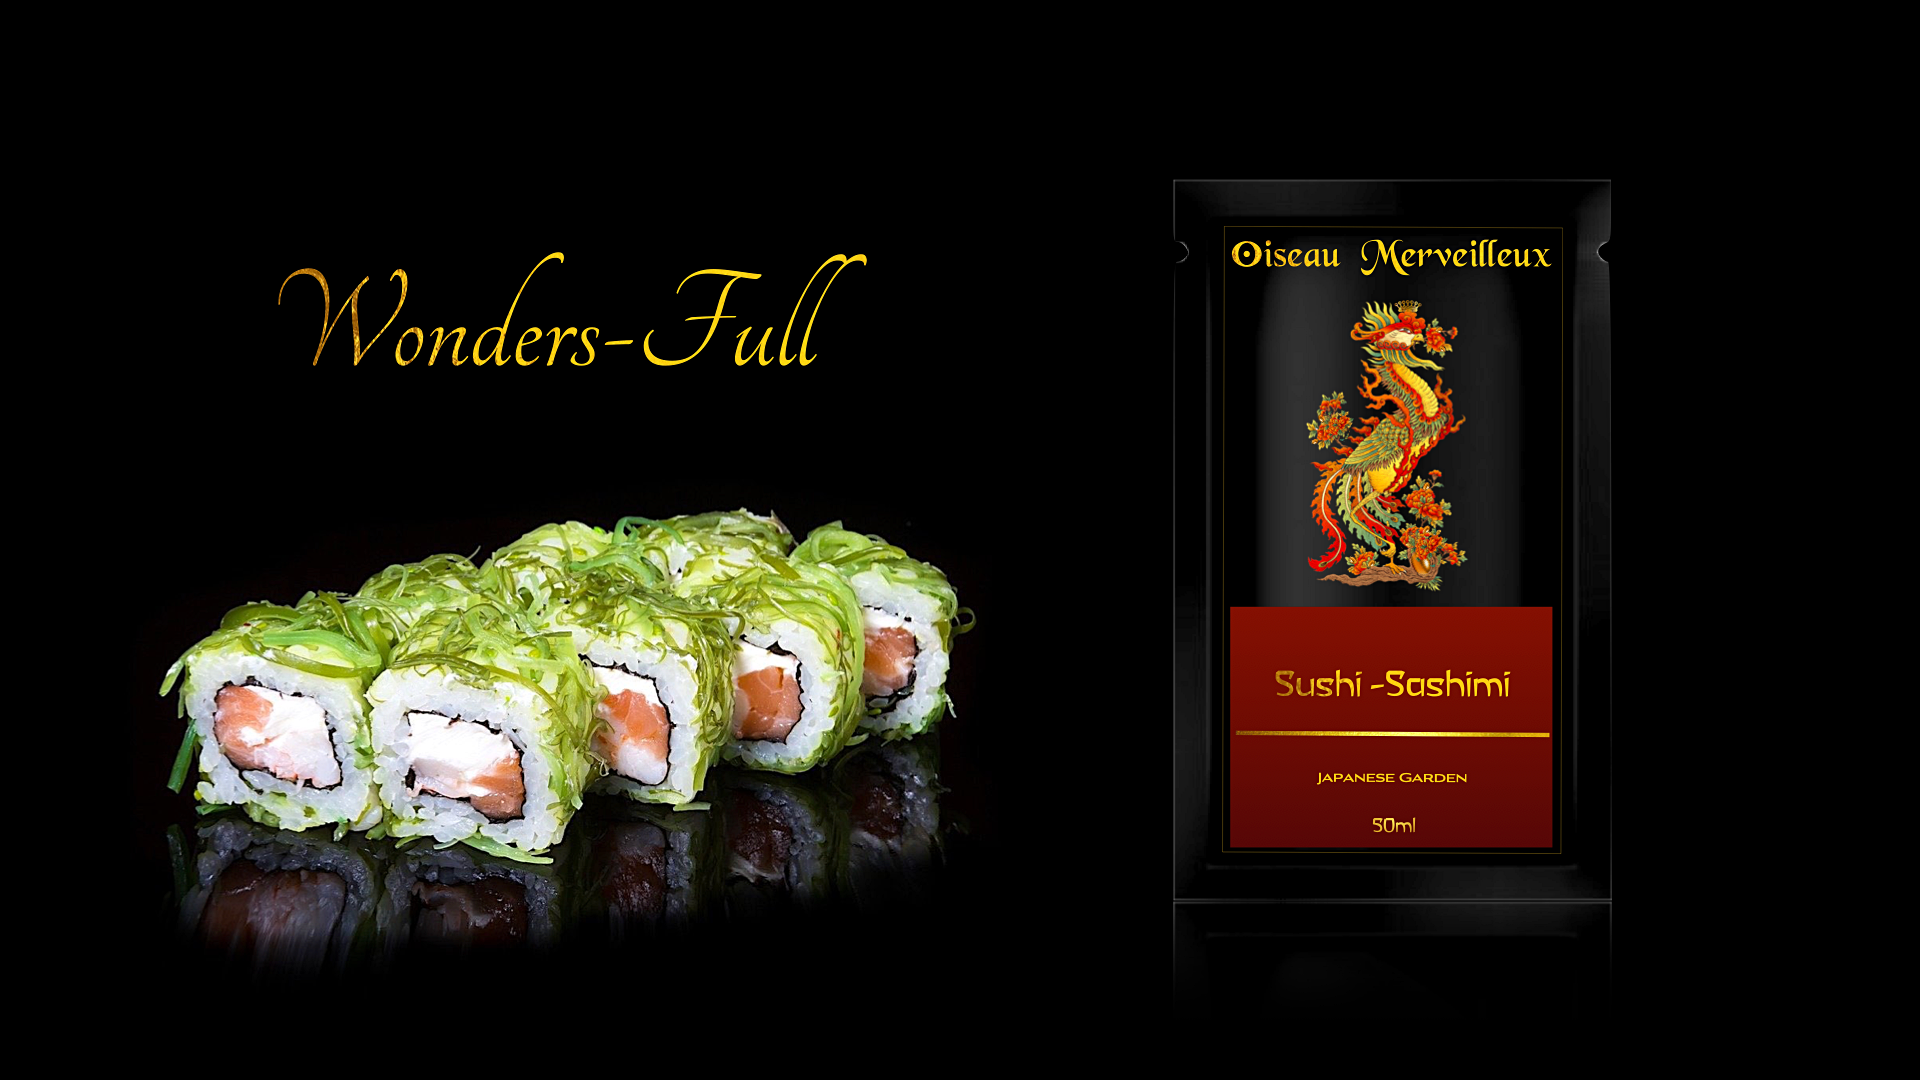 Wonders-Full
Oiseau Merveilleux
Sushi-Sashimi
Japanese Garden
50ml